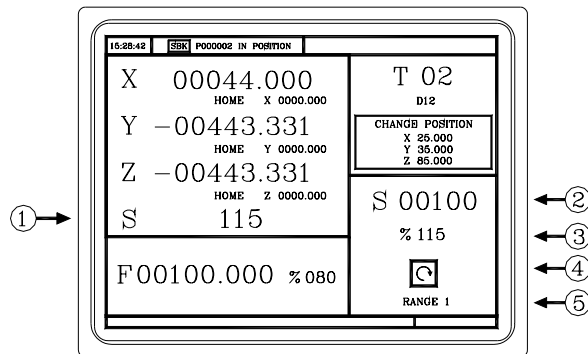 15:28:42 SBK P000002 IN POSITION
X 00044.000
HOME X 0000.000
Y -00443.331
HOME Y 0000.000
Z -00443.331
HOME Z 0000.000
S 115
F00100.000 % 080
T 02
D12
CHANGE POSITION
X 25.000
Y 35.000
Z 85.000
S 00100
% 115
RANGE 1
1
2
3
4
5